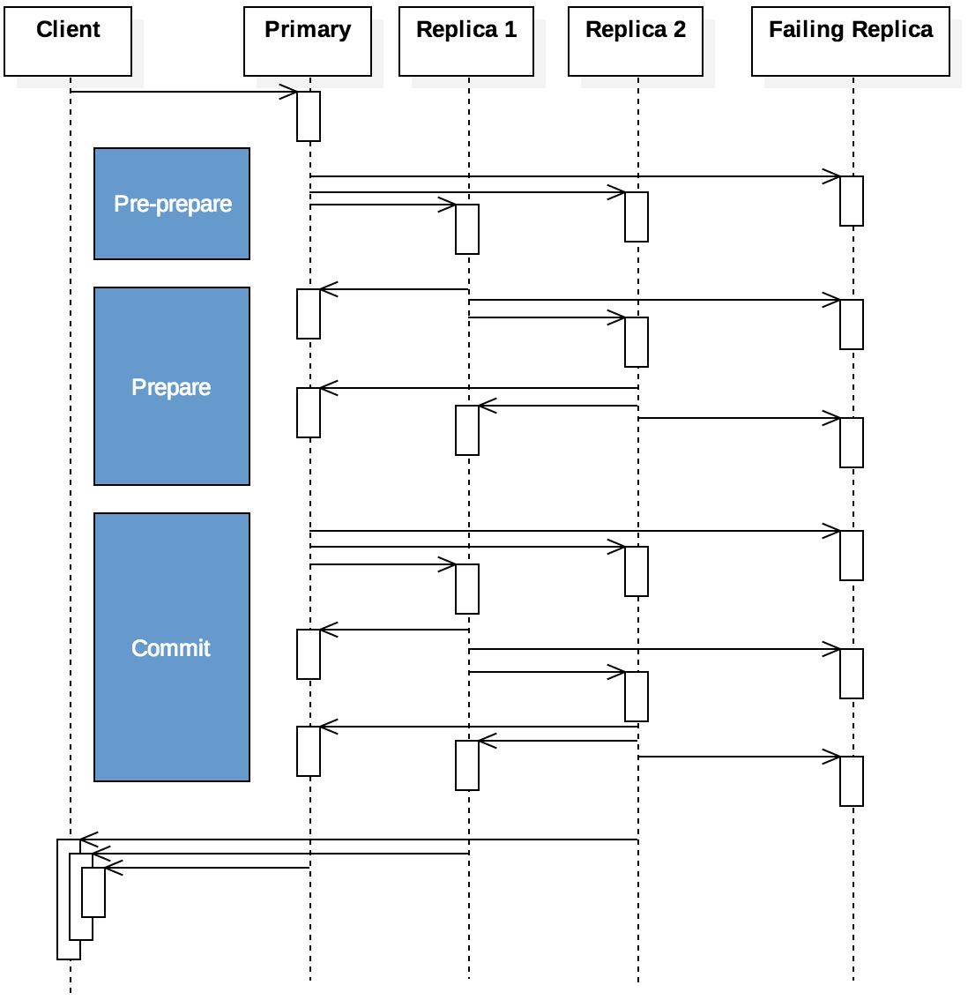 Client
Primary
Replica 1
Replica 2
Failing Replica
Pre-prepare
Prepare
Commit